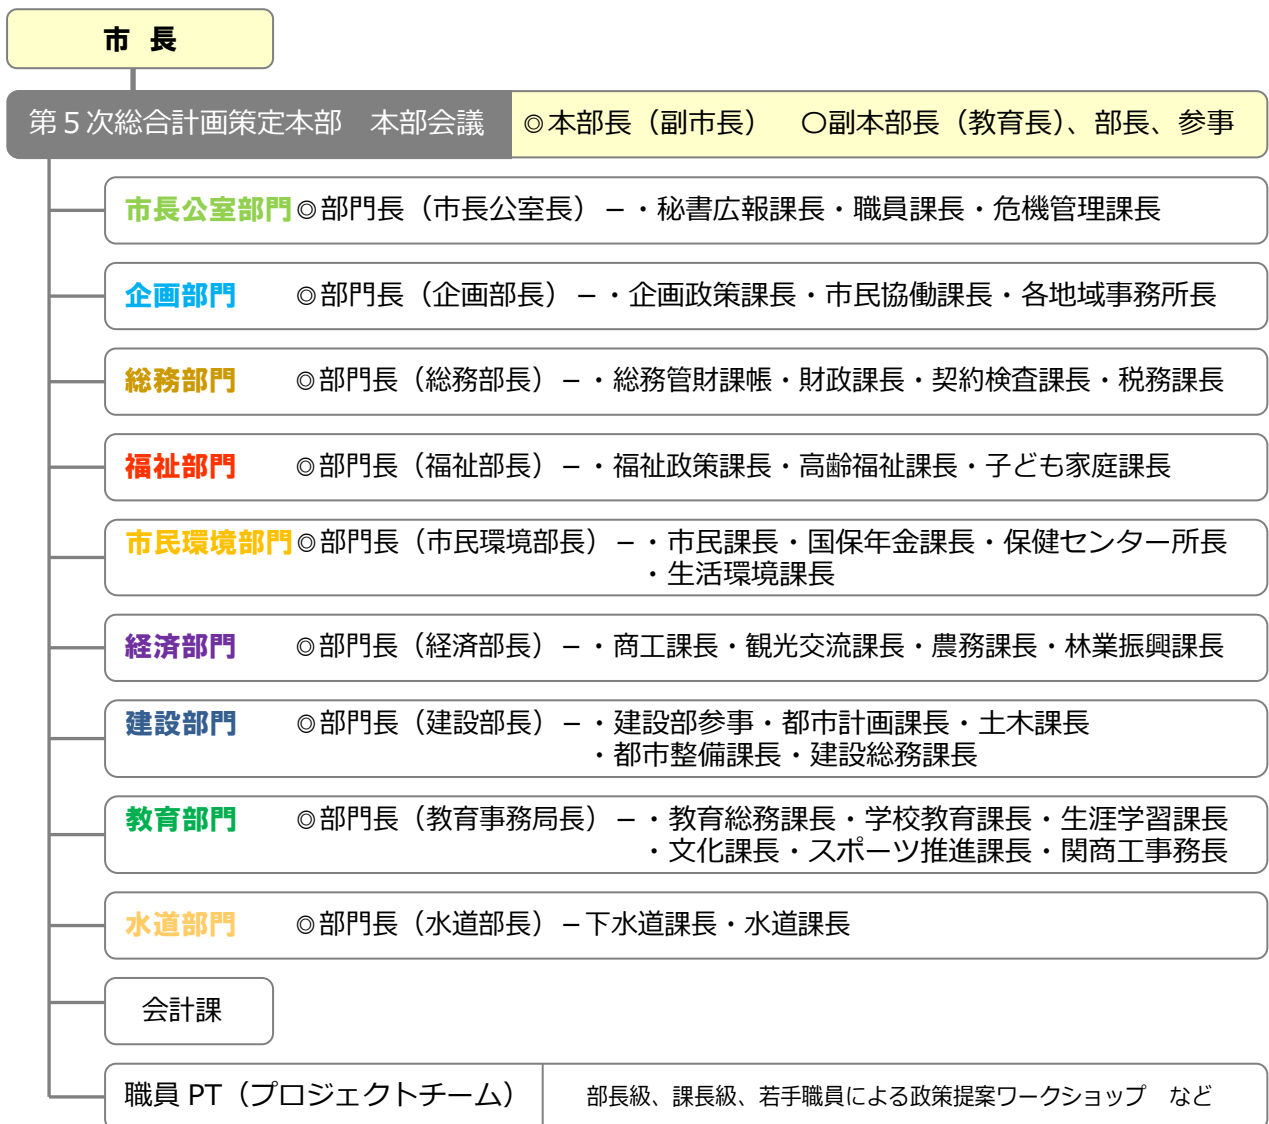 市 長
第５次総合計画策定本部　本部会議　◎本部長（副市長）　〇副本部長（教育長）、部長、参事
市長公室部門◎部門長（市長公室長）－・秘書広報課長・職員課長・危機管理課長
企画部門　◎部門長（企画部長）－・企画政策課長・市民協働課長・各地域事務所長
総務部門　◎部門長（総務部長）－・総務管財課帳・財政課長・契約検査課長・税務課長
福祉部門　◎部門長（福祉部長）－・福祉政策課長・高齢福祉課長・子ども家庭課長
市民環境部門◎部門長（市民環境部長）－・市民課長・国保年金課長・保健センター所長
・生活環境課長
経済部門　◎部門長（経済部長）－・商工課長・観光交流課長・農務課長・林業振興課長
建設部門　◎部門長（建設部長）－・建設部参事・都市計画課長・土木課長
・都市整備課長・建設総務課長
教育部門　◎部門長（教育事務局長）－・教育総務課長・学校教育課長・生涯学習課長
・文化課長・スポーツ推進課長・関商工事務長
水道部門　◎部門長（水道部長）－下水道課長・水道課長
会計課
職員 PT（プロジェクトチーム）　部長級、課長級、若手職員による政策提案ワークショップ　など